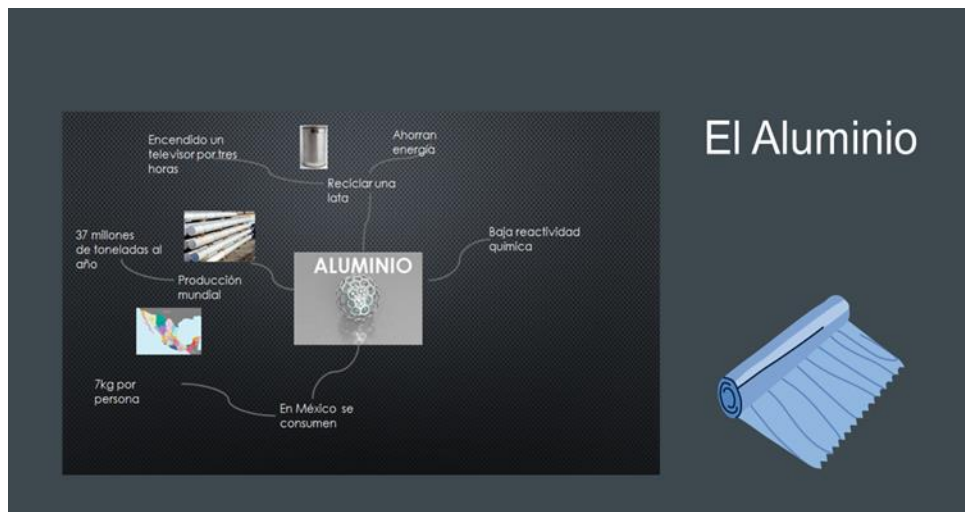 El Aluminio
Encendido un
televisor por tres
horas
Ahorran
energía
Reciclar una
lata
37 millones
de toneladas al
año
Producción
mundial
ALUMINIO
Baja reactividad
química
7kg por
persona
En México se
consumen